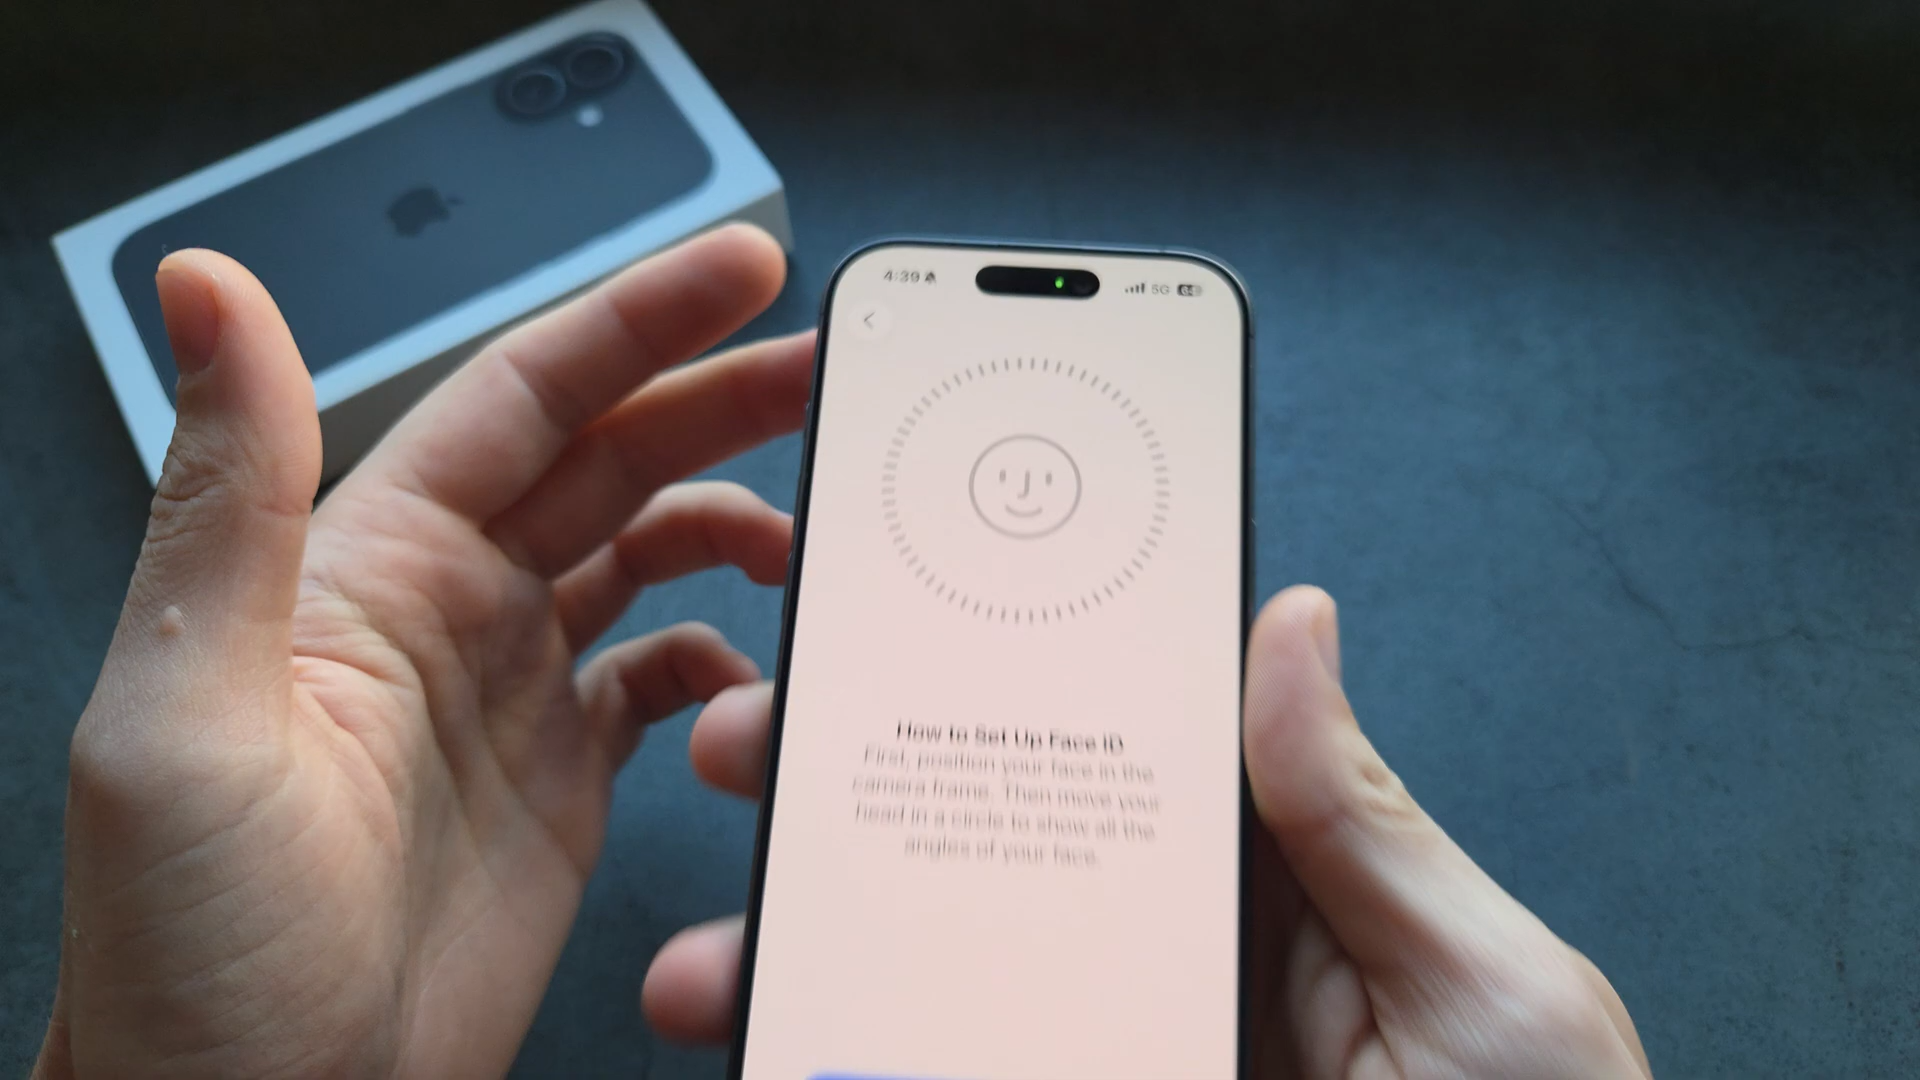 4:39
5G
How to Set Up Face ID
First, position your face in the
camera frame. Then move your
head in a circle to show all the
angles of your face.